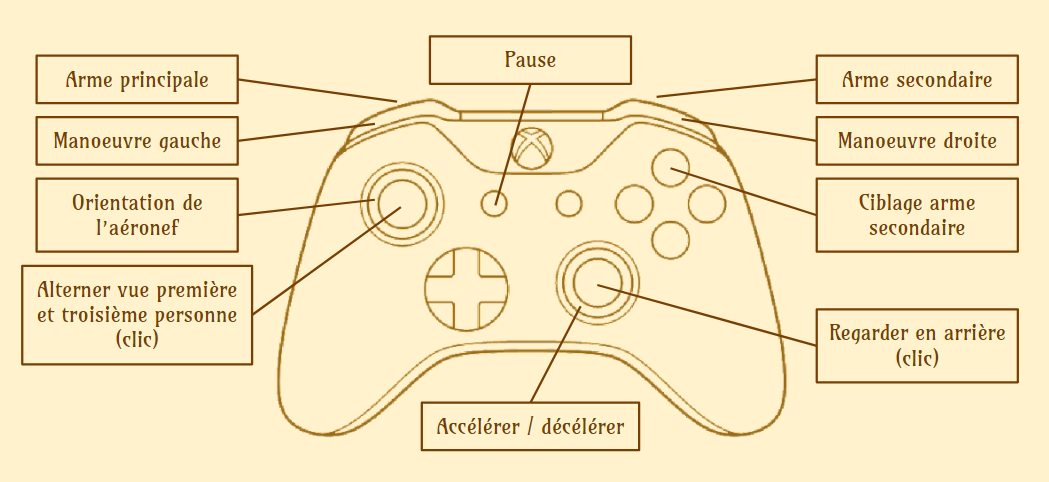 Pause
Arme principale
Arme secondaire
Manoeuvre gauche
Manoeuvre droite
Orientation de
l'aéronef
Ciblage arme
secondaire
Alterner vue première
et troisième personne
(clic)
Regarder en arrière
(clic)
Accélérer / décélérer